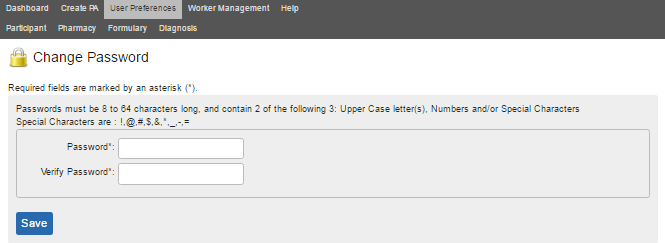 Dashboard Create PA User Preferences Worker Management Help
Participant Pharmacy Formulary Diagnosis
Change Password
Required fields are marked by an asterisk (*).
Passwords must be 8 to 64 characters long, and contain 2 of the following 3: Upper Case letter(s), Numbers and/or Special Characters
Special Characters are : !,@,#,$,&,*,_,-,=
Password*:
Verify Password*:
Save